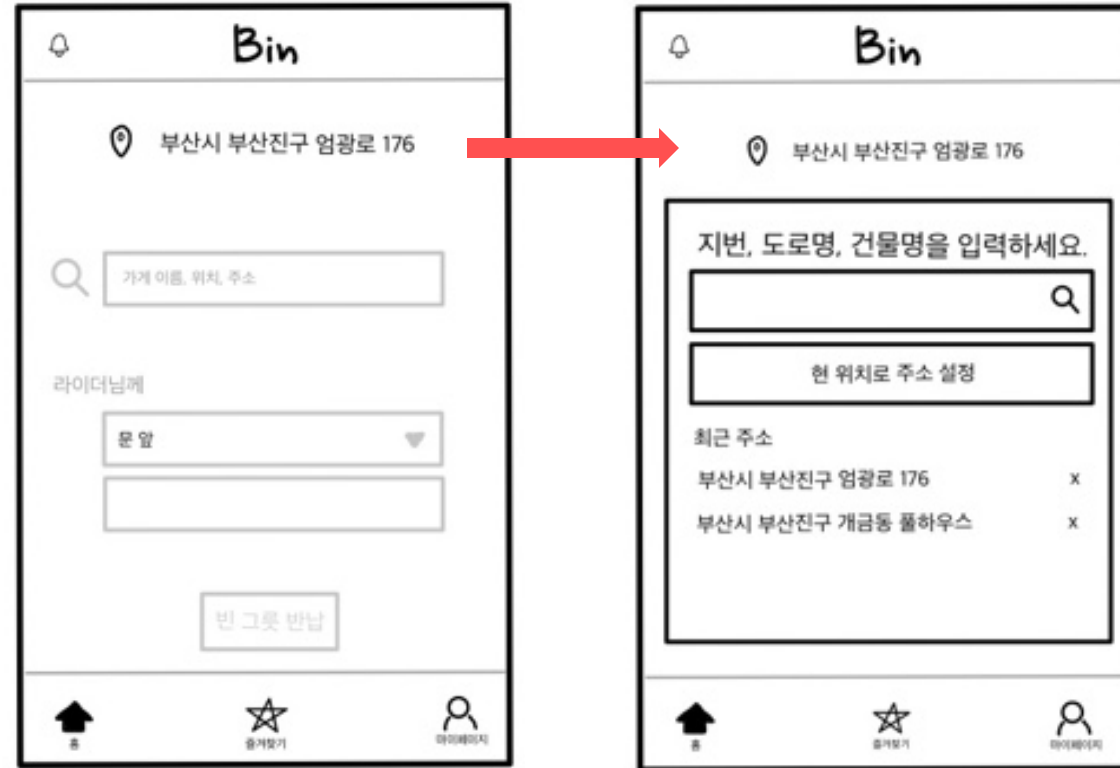 Bin
부산시 부산진구 엄광로 176
가게 이름, 위치, 주소
라이더님께
문 앞
빈 그릇 반납
홈
즐겨찾기
마이페이지
Bin
부산시 부산진구 엄광로 176
지번, 도로명, 건물명을 입력하세요.
현 위치로 주소 설정
최근 주소
부산시 부산진구 엄광로 176 x
부산시 부산진구 개금동 풀하우스 x
홈
즐겨찾기
마이페이지